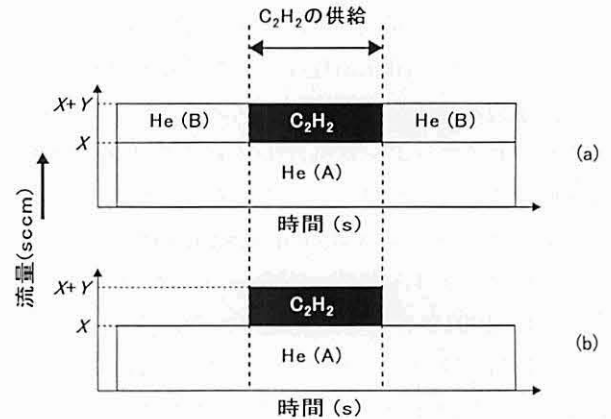 C₂H₂の供給
X+Y
He (B)
C₂H₂
He (B)
X
He (A)
(a)
時間 (s)
流量(sccm)
X+Y
C₂H₂
X
He (A)
(b)
時間 (s)